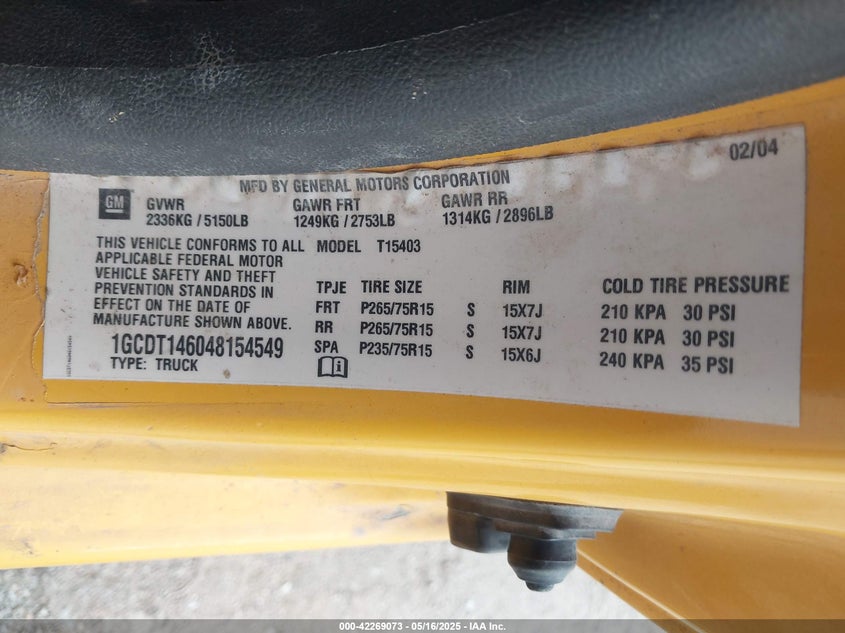 02/04
MFD BY GENERAL MOTORS CORPORATION
GM
GVWR GAWR FRT GAWR RR
2336KG / 5150LB 1249KG / 2753LB 1314KG / 2896LB
THIS VEHICLE CONFORMS TO ALL MODEL T15403
APPLICABLE FEDERAL MOTOR
VEHICLE SAFETY AND THEFT
PREVENTION STANDARDS IN
EFFECT ON THE DATE OF
MANUFACTURE SHOWN ABOVE.
1GCDT146048154549
TYPE: TRUCK
TPJE TIRE SIZE RIM COLD TIRE PRESSURE
FRT P265/75R15 S 15X7J 210 KPA 30 PSI
RR P265/75R15 S 15X7J 210 KPA 30 PSI
SPA P235/75R15 S 15X6J 240 KPA 35 PSI
000-42269073 - 05/16/2025 - IAA Inc.